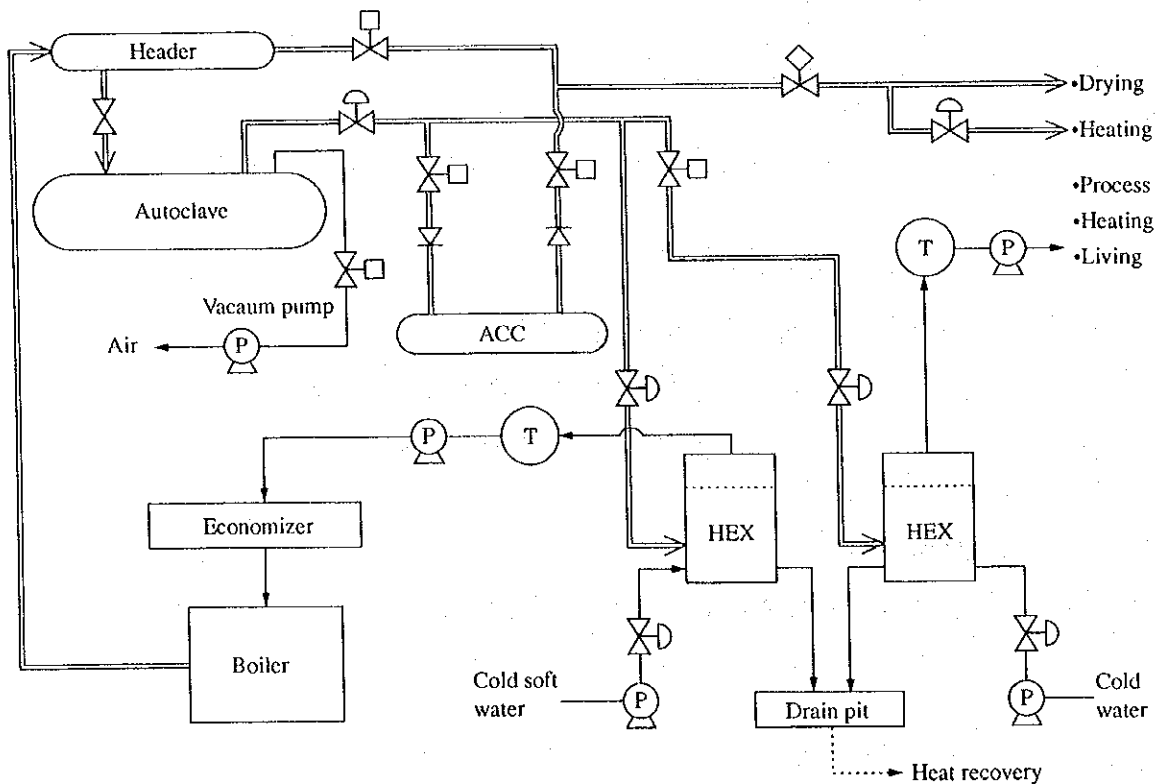 Header
•Drying
•Heating
•Process
•Heating
•Living
Autoclave
T
P
Vacaum pump
ACC
Air
P
P
T
Economizer
HEX
HEX
Boiler
Cold soft
water
P
Drain pit
P
Cold
water
Heat recovery